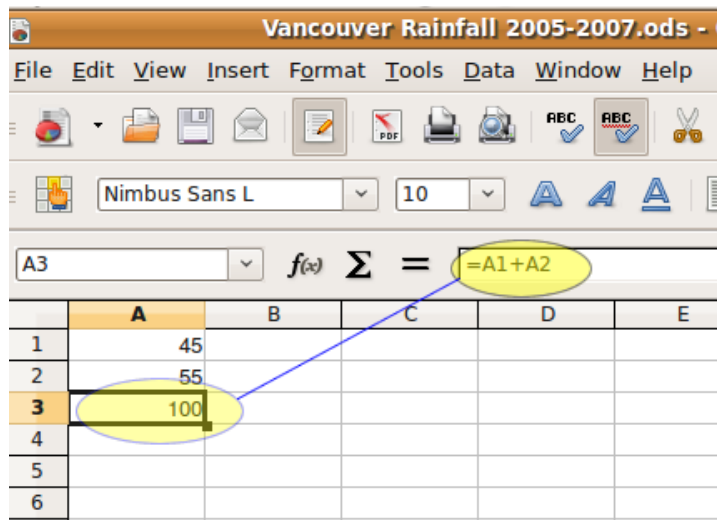 Vancouver Rainfall 2005-2007.ods -
File Edit View Insert Format Tools Data Window Help
PDF ABC ABC
Nimbus Sans L 10 A A A
A3 f(x) Σ = =A1+A2
A B C D E
1 45
2 55
3 100
4
5
6